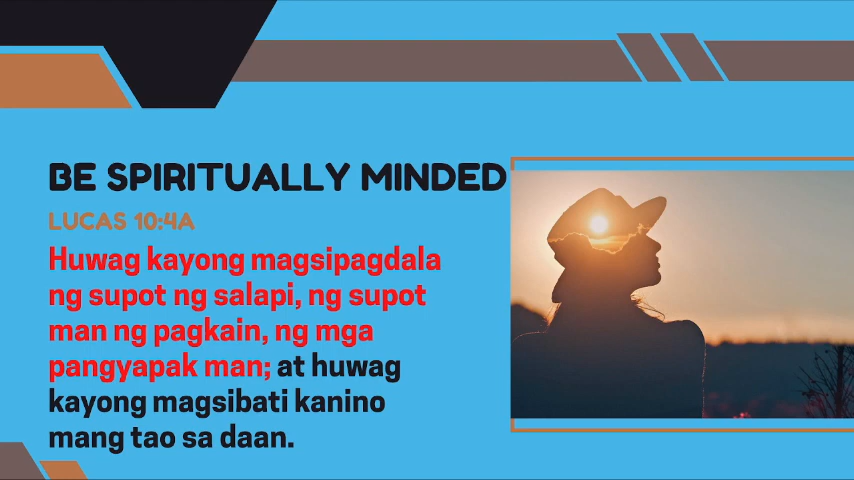 BE SPIRITUALLY MINDED
LUCAS 10:4A
Huwag kayong magsipagdala
ng supot ng salapi, ng supot
man ng pagkain, ng mga
pangyapak man; at huwag
kayong magsibati kanino
mang tao sa daan.